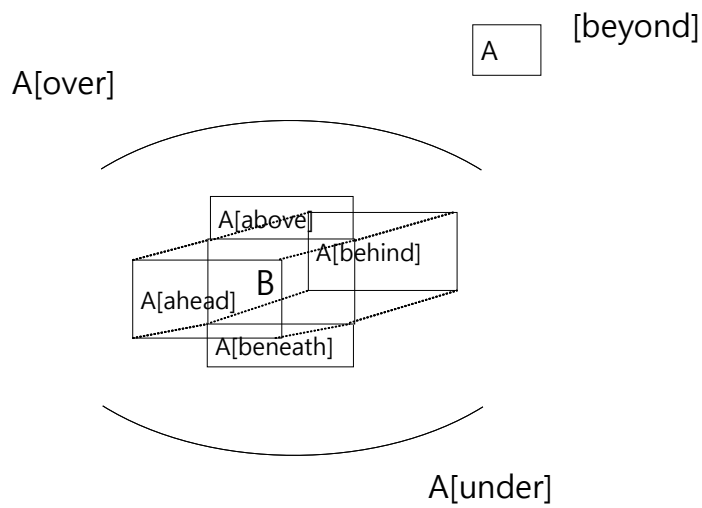 [beyond]
A
A[over]
A[above]
A[behind]
B
A[ahead]
A[beneath]
A[under]